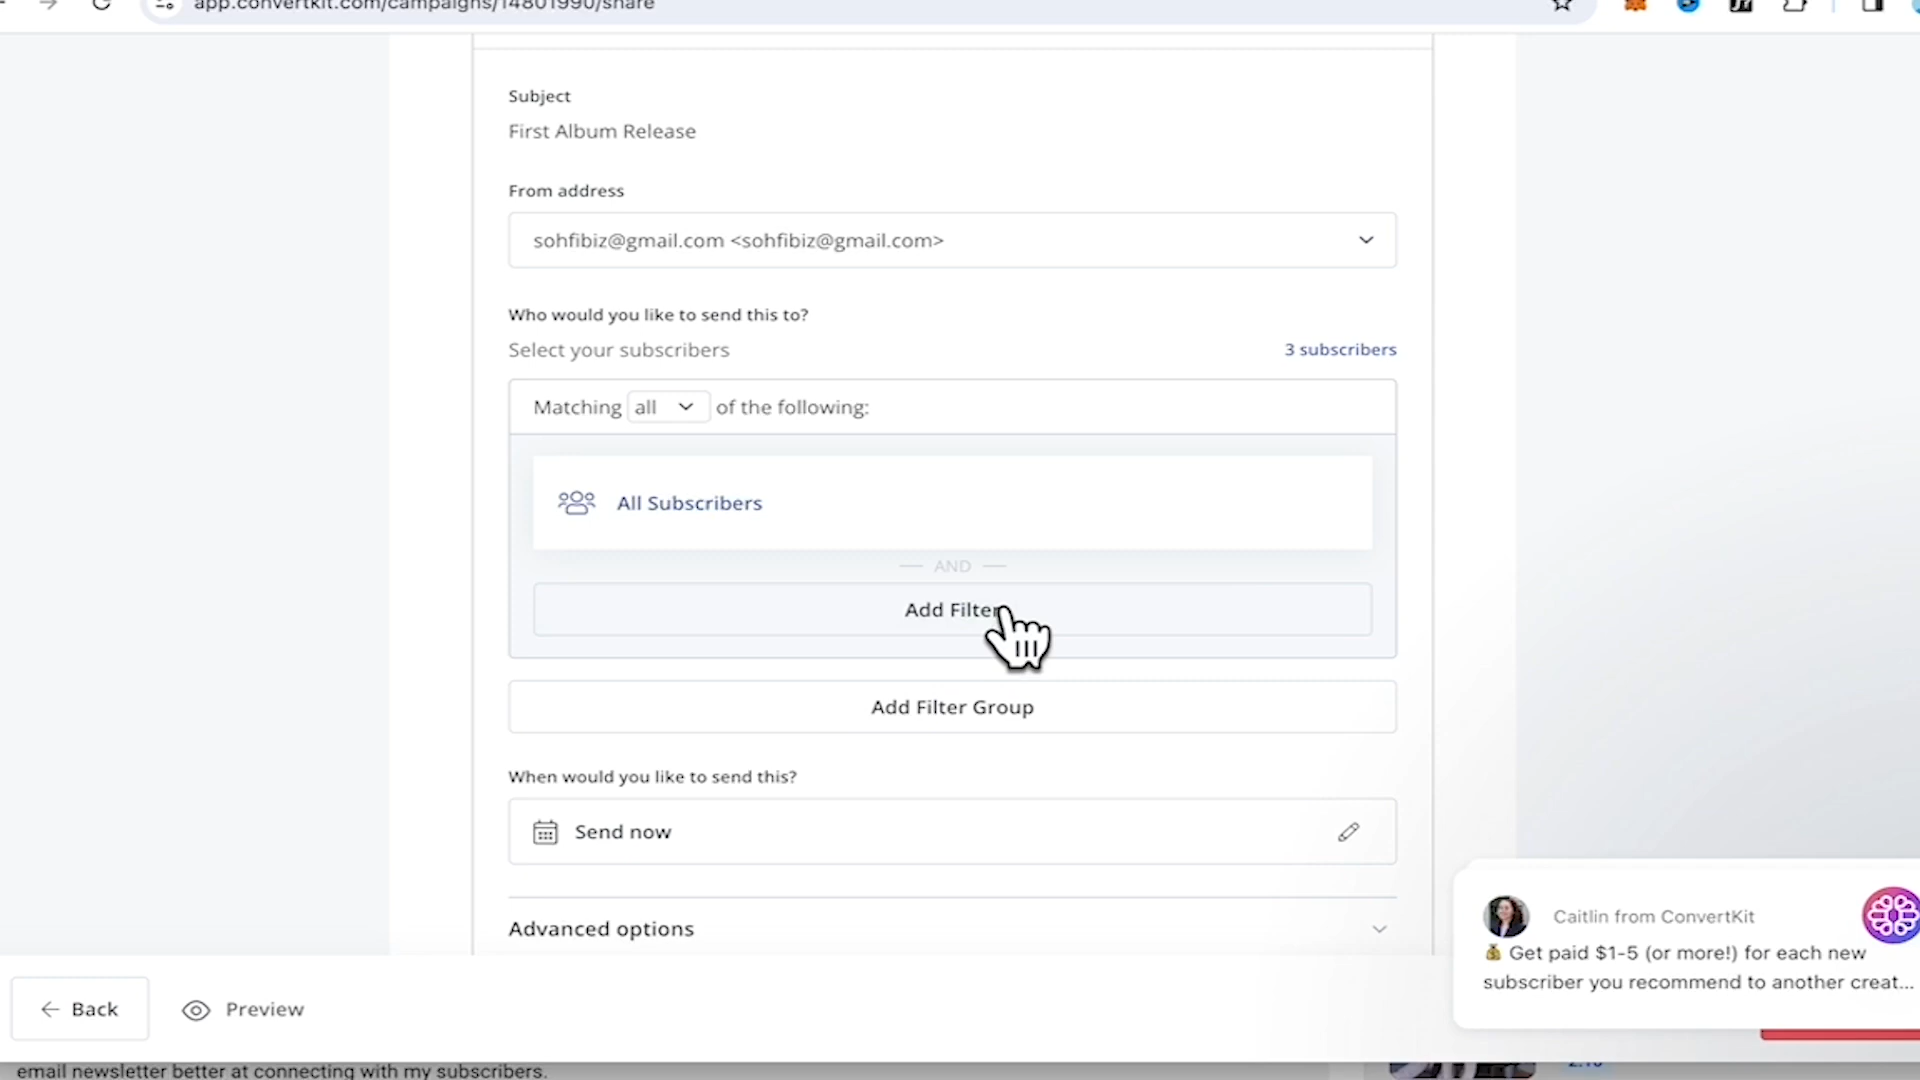 app.convertkit.com/campaigns/14801990/share
Subject
First Album Release
From address
sohfibiz@gmail.com <sohfibiz@gmail.com>
Who would you like to send this to?
Select your subscribers
3 subscribers
Matching all of the following:
All Subscribers
AND
Add Filter
Add Filter Group
When would you like to send this?
Send now
Advanced options
Caitlin from ConvertKit
Get paid $1-5 (or more!) for each new
subscriber you recommend to another creat...
← Back
Preview
email newsletter better at connecting with my subscribers.